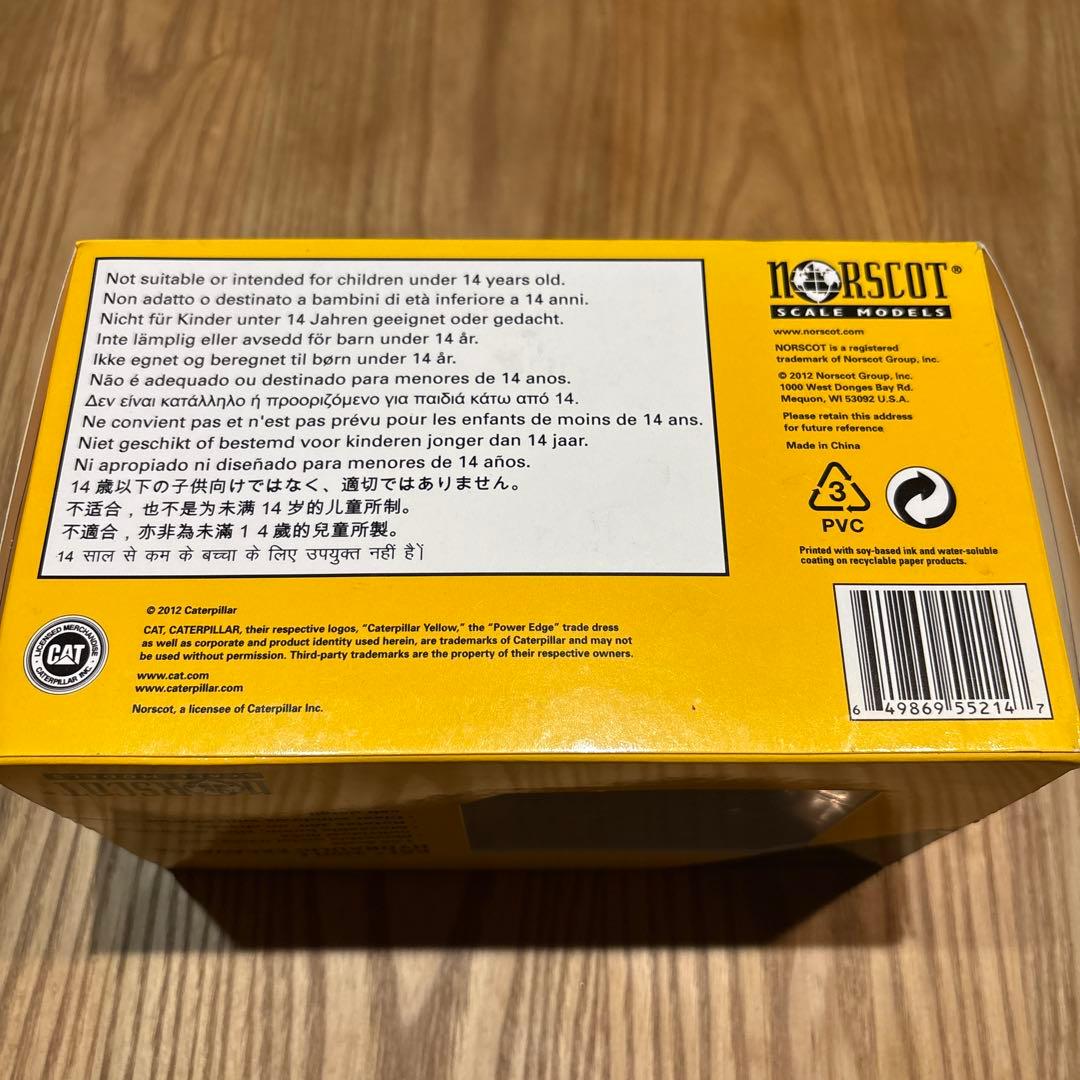 Not suitable or intended for children under 14 years old.
Non adatto o destinato a bambini di età inferiore a 14 anni.
Nicht für Kinder unter 14 Jahren geeignet oder gedacht.
Inte lämplig eller avsedd för barn under 14 år.
Ikke egnet og beregnet til børn under 14 år.
Não é adequado ou destinado para menores de 14 anos.
Δεν είναι κατάλληλο ή προοριζόμενο για παιδιά κάτω από 14.
Ne convient pas et n'est pas prévu pour les enfants de moins de 14 ans.
Niet geschikt of bestemd voor kinderen jonger dan 14 jaar.
Ni apropiado ni diseñado para menores de 14 años.
14 歳以下の子供向けではなく、適切ではありません。
不适合，也不是为未满 14 岁的儿童所制。
不適合，亦非為未滿 1 4 歲的兒童所製。
14 साल से कम के बच्चा के लिए उपयुक्त नहीं है।
NORSCOT®
SCALE MODELS
www.norscot.com
NORSCOT is a registered
trademark of Norscot Group, Inc.
© 2012 Norscot Group, Inc.
1000 West Donges Bay Rd.
Mequon, WI 53092 U.S.A.
Please retain this address
for future reference
Made in China
3
PVC
Printed with soy-based ink and water-soluble
coating on recyclable paper products.
6 49869 55214 7
LICENSED MERCHANDISE
CAT
CATERPILLAR INC.
© 2012 Caterpillar
CAT, CATERPILLAR, their respective logos, “Caterpillar Yellow,” the “Power Edge” trade dress
as well as corporate and product identity used herein, are trademarks of Caterpillar and may not
be used without permission. Third-party trademarks are the property of their respective owners.
www.cat.com
www.caterpillar.com
Norscot, a licensee of Caterpillar Inc.
NORSCOT